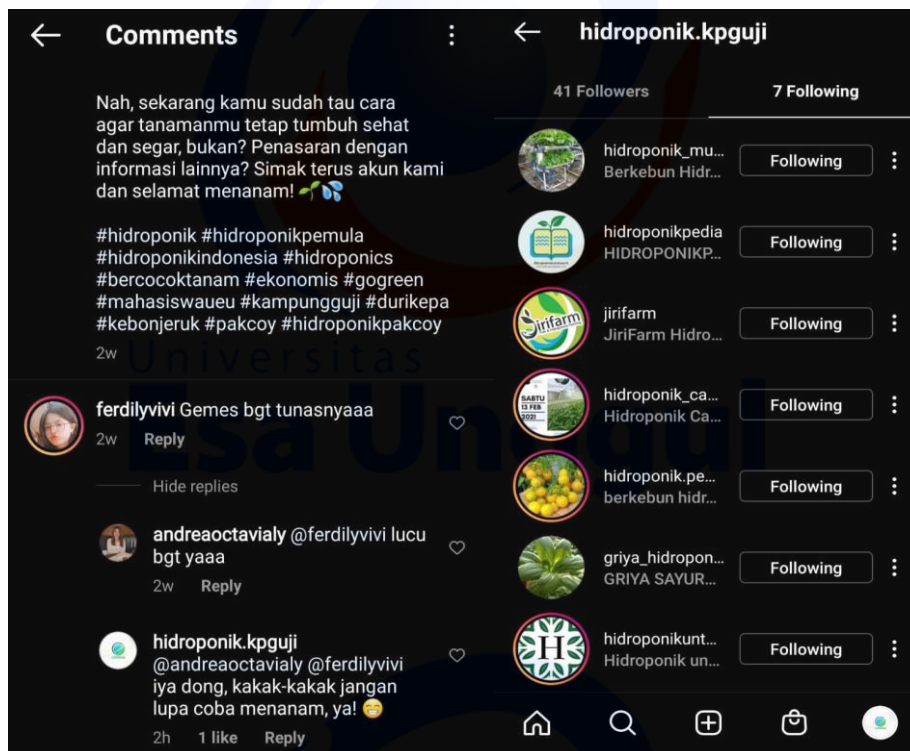 Comments
Nah, sekarang kamu sudah tau cara
agar tanamanmu tetap tumbuh sehat
dan segar, bukan? Penasaran dengan
informasi lainnya? Simak terus akun kami
dan selamat menanam! 🌱💦
#hidroponik #hidroponikpemula
#hidroponikindonesia #hidroponics
#bercocoktanam #ekonomis #gogreen
#mahasiswaueu #kampungguji #durikepa
#kebonjeruk #pakcoy #hidroponikpakcoy
2w
ferdilyvivi Gemes bgt tunasnyaaa
2w Reply
Hide replies
andreaoctavialy @ferdilyvivi lucu
bgt yaaa
2w Reply
hidroponik.kpguji
@andreaoctavialy @ferdilyvivi
iya dong, kakak-kakak jangan
lupa coba menanam, ya! 😁
2h 1 like Reply
hidroponik.kpguji
41 Followers 7 Following
hidroponik_mu...
Berkebun Hidr...
Following
hidroponikpedia
HIDROPONIKP...
Following
Jirifarm
jirifarm
JiriFarm Hidro...
Following
SABTU
13 FEB
2021
hidroponik_ca...
Hidroponik Ca...
Following
hidroponik.pe...
berkebun hidr...
Following
griya_hidropon...
GRIYA SAYUR...
Following
H
hidroponikunt...
Hidroponik un...
Following
Universitas
Esa Unggul